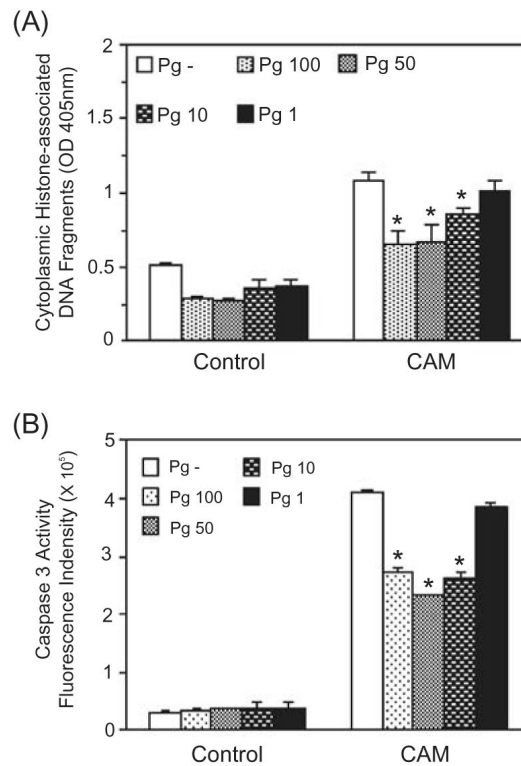 (A)
Cytoplasmic Histone-associated
DNA Fragments (OD 405nm)
2
1.5
1
0.5
0
Pg -
Pg 100
Pg 50
Pg 10
Pg 1
*
*
*
Control
CAM
(B)
Caspase 3 Activity
Fluorescence Indensity (X 10⁵)
5
4
3
2
1
0
Pg -
Pg 10
Pg 100
Pg 1
Pg 50
*
*
*
Control
CAM